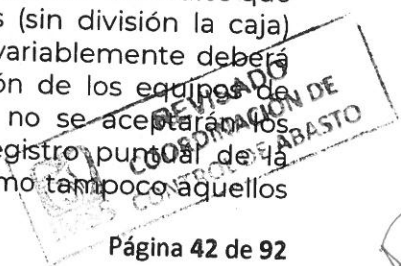 s (sin división la caja)
variablemente deberá
ón de los equipos de
no se aceptarán los
egistro puntual de la
mo tampoco aquellos
REVISADO
COORDINACIÓN DE
CONTROL DE ABASTO
Página 42 de 92